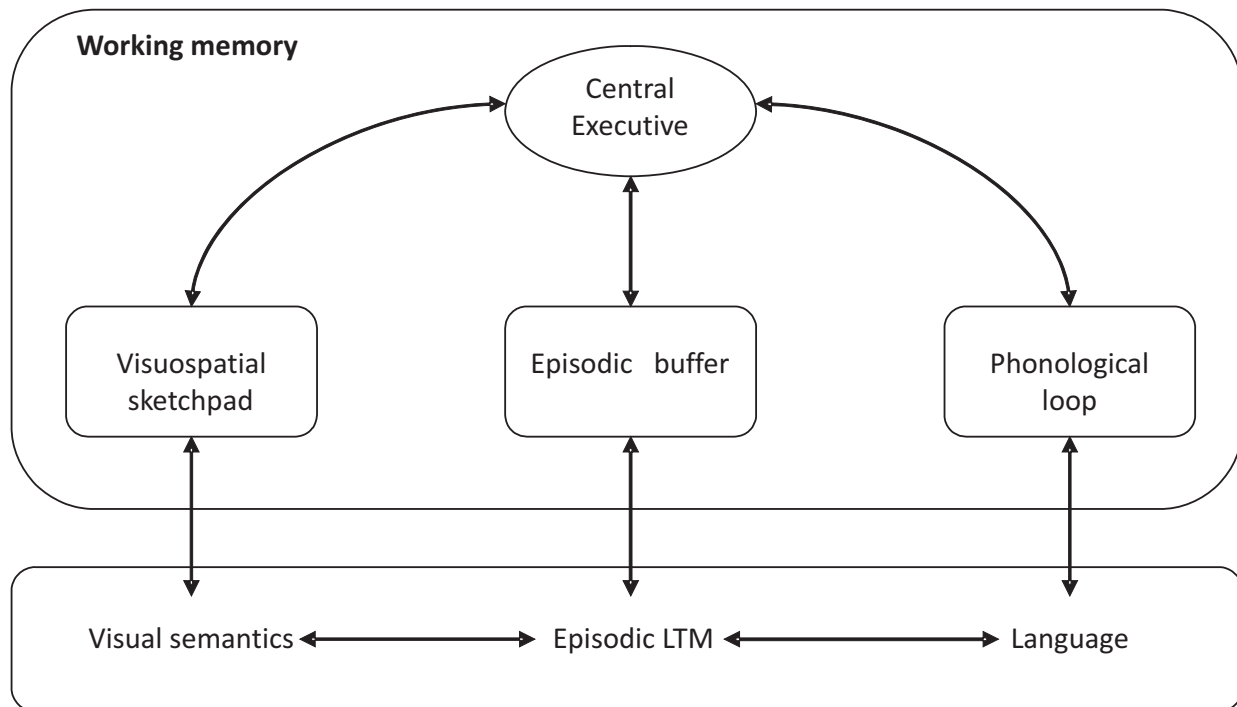 Working memory
Central
Executive
Visuospatial
sketchpad
Episodic buffer
Phonological
loop
Visual semantics
Episodic LTM
Language